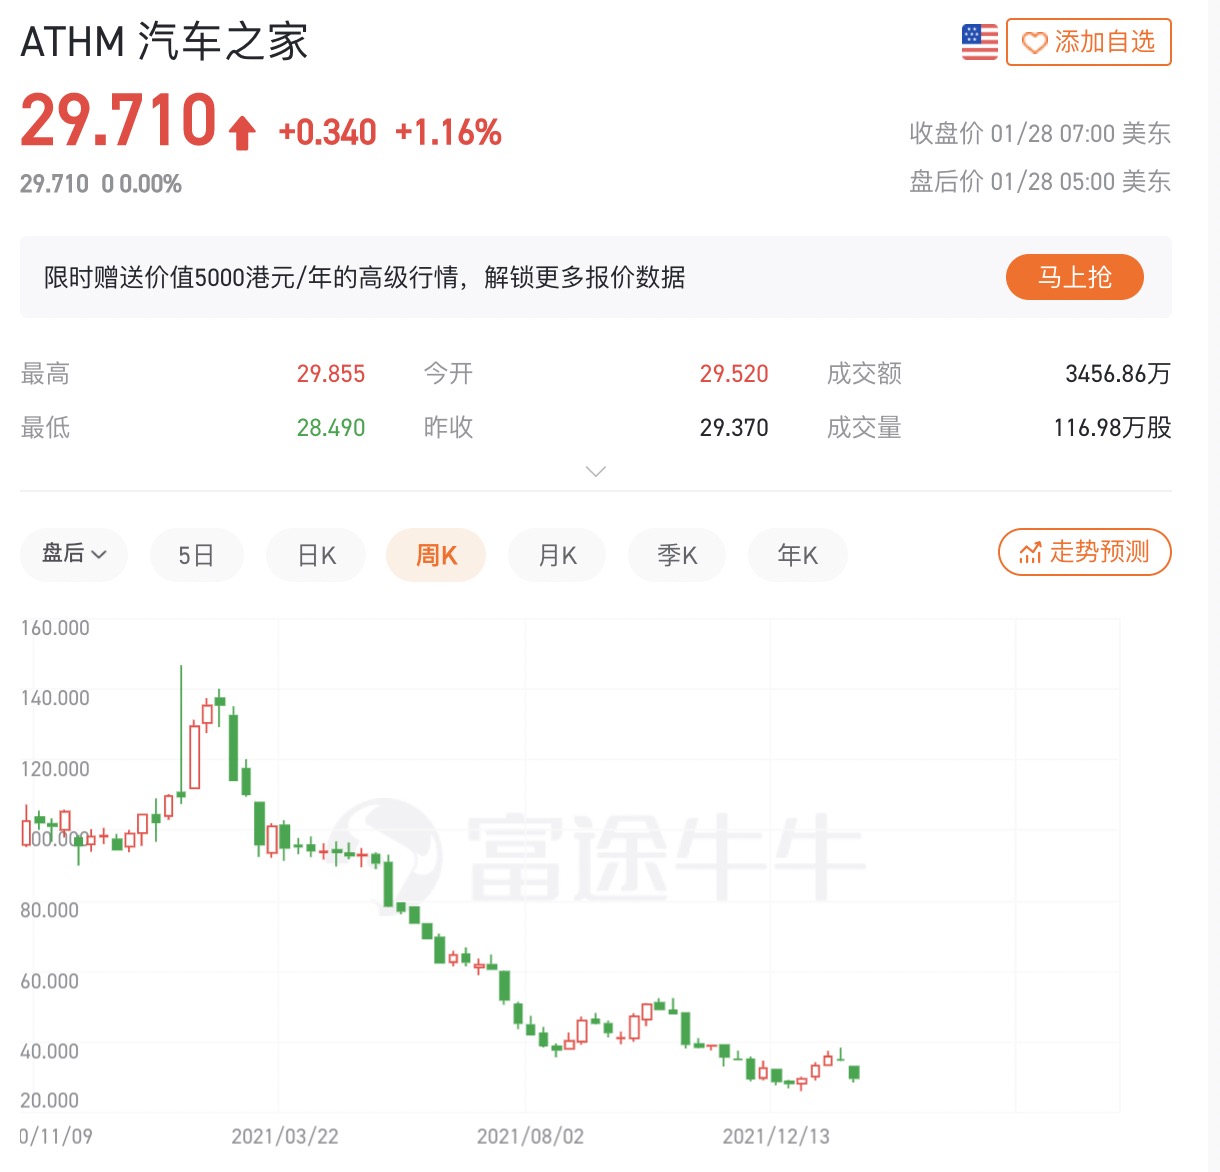 ATHM 汽车之家
添加自选
29.710 +0.340 +1.16%
收盘价 01/28 07:00 美东
29.710 0 0.00%
盘后价 01/28 05:00 美东
限时赠送价值5000港元/年的高级行情，解锁更多报价数据
马上抢
最高 29.855 今开 29.520 成交额 3456.86万
最低 28.490 昨收 29.370 成交量 116.98万股
盘后 5日 日K 周K 月K 季K 年K 走势预测
160.000
140.000
120.000
00.000
80.000
60.000
40.000
20.000
富途牛牛
0/11/09 2021/03/22 2021/08/02 2021/12/13